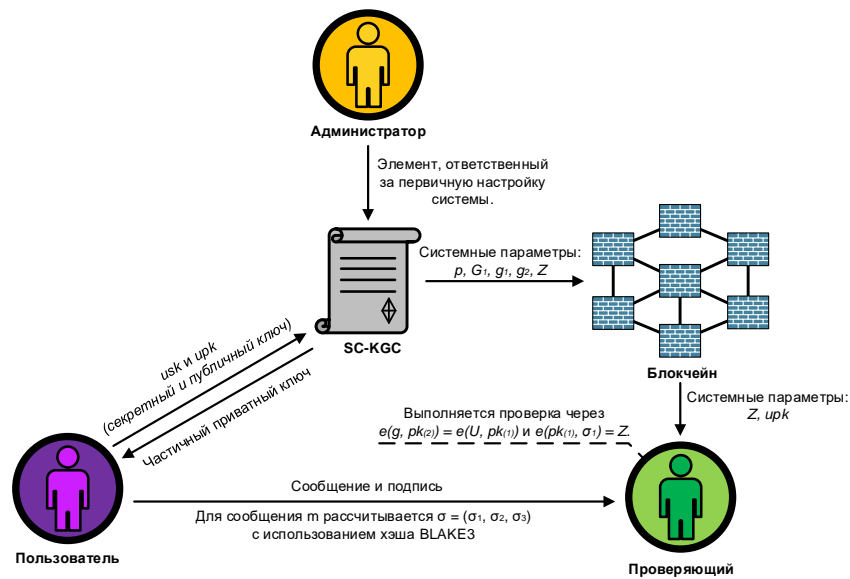 Администратор
Элемент, ответственный
за первичную настройку
системы.
Системные параметры:
p, G₁, g₁, g₂, Z
SC-KGC
usk и upk
(секретный и публичный ключ)
Частичный приватный ключ
Блокчейн
Системные параметры:
Z, upk
Выполняется проверка через
e(g, pk₍₂₎) = e(U, pk₍₁₎) и e(pk₍₁₎, σ₁) = Z.
Сообщение и подпись
Для сообщения m рассчитывается σ = (σ₁, σ₂, σ₃)
с использованием хэша BLAKE3
Пользователь
Проверяющий